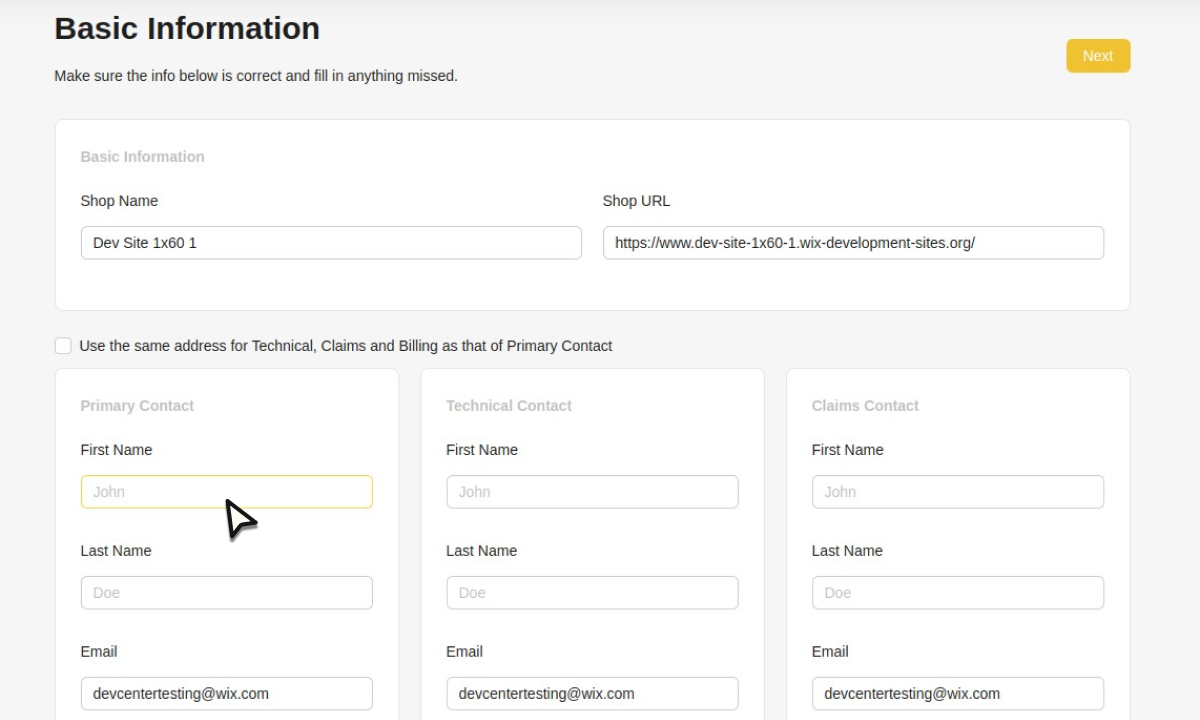 Basic Information
Next
Make sure the info below is correct and fill in anything missed.
Basic Information
Shop Name
Shop URL
Dev Site 1x60 1
https://www.dev-site-1x60-1.wix-development-sites.org/
Use the same address for Technical, Claims and Billing as that of Primary Contact
Primary Contact
Technical Contact
Claims Contact
First Name
First Name
First Name
John
John
John
Last Name
Last Name
Last Name
Doe
Doe
Doe
Email
Email
Email
devcentertesting@wix.com
devcentertesting@wix.com
devcentertesting@wix.com